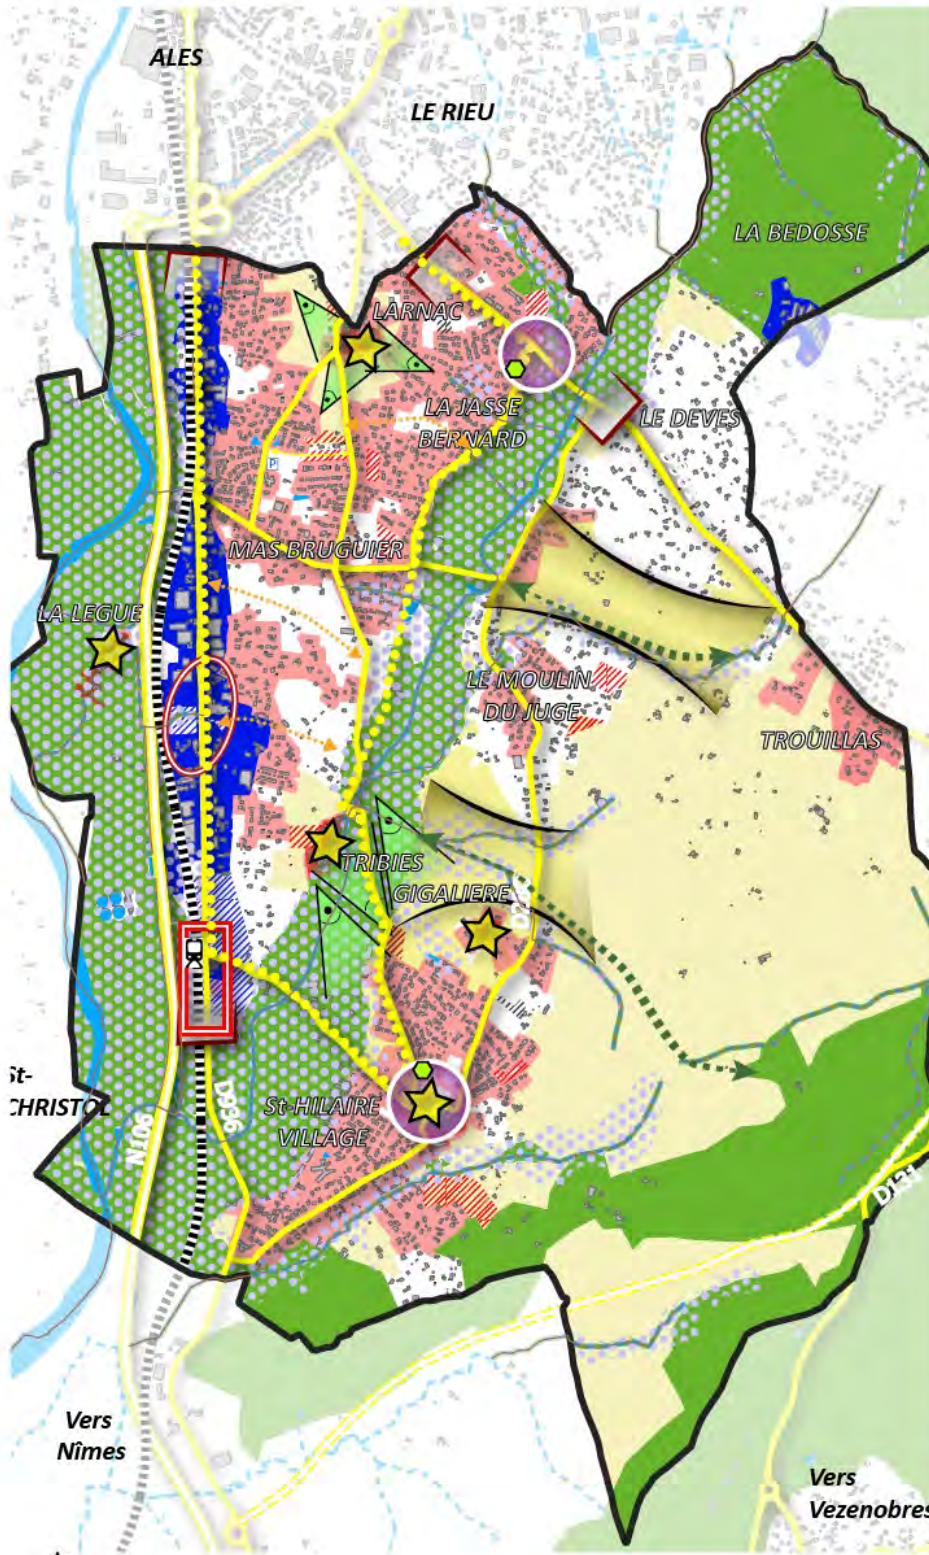 ALES
LE RIEU
LA BEDOSSE
LARNAC
LA JASSE
BERNARD
LE DEVES
P
MAS BRUGUIER
LA LEGUE
LE MOULIN
DU JUGE
TROUILLAS
TRIBIES
GIGALIERE
St-
CHRISTOL
N106
D936
St-HILAIRE
VILLAGE
D131
Vers
Nîmes
Vers
Vezenobres